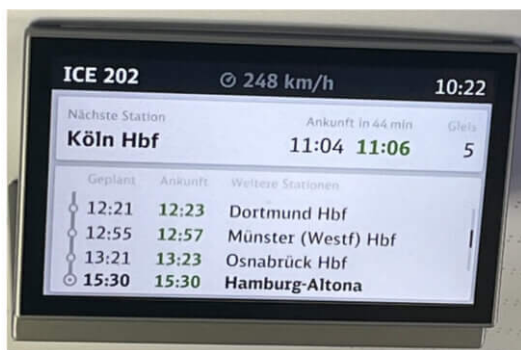 ICE 202 248 km/h 10:22
Nächste Station Ankunft in 44 min Gleis
Köln Hbf 11:04 11:06 5
Geplant Ankunft Weitere Stationen
12:21 12:23 Dortmund Hbf
12:55 12:57 Münster (Westf) Hbf
13:21 13:23 Osnabrück Hbf
15:30 15:30 Hamburg-Altona